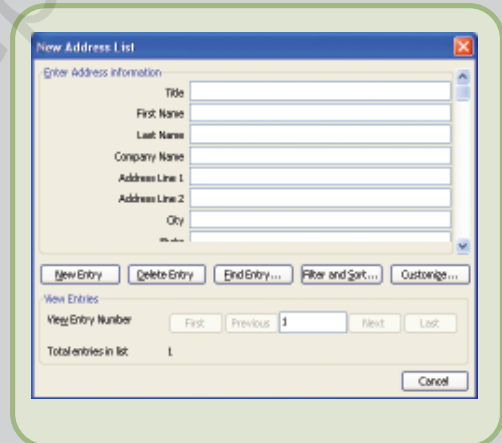 New Address List
Enter Address information
Title
First Name
Last Name
Company Name
Address Line 1
Address Line 2
City
New Entry Delete Entry Find Entry... Filter and Sort... Customize...
View Entries
View Entry Number First Previous 1 Next Last
Total entries in list 1
Cancel